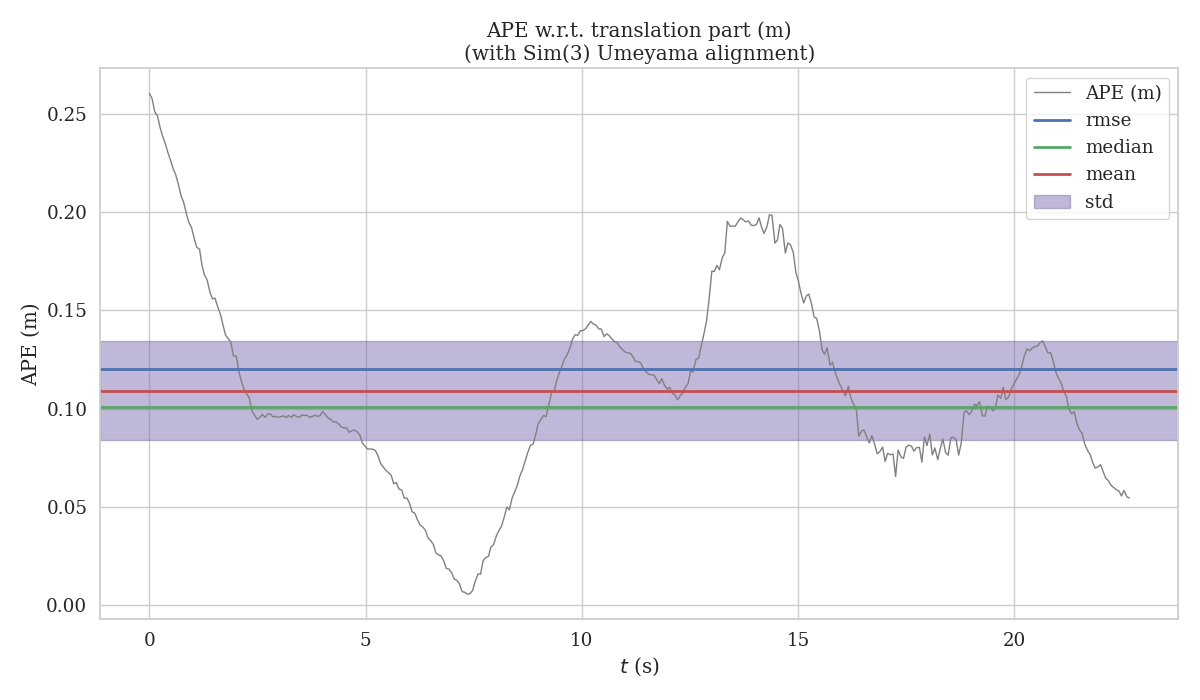 APE w.r.t. translation part (m)
(with Sim(3) Umeyama alignment)
APE (m)
rmse
median
mean
std
APE (m)
0.25
0.20
0.15
0.10
0.05
0.00
0
5
10
15
20
t (s)